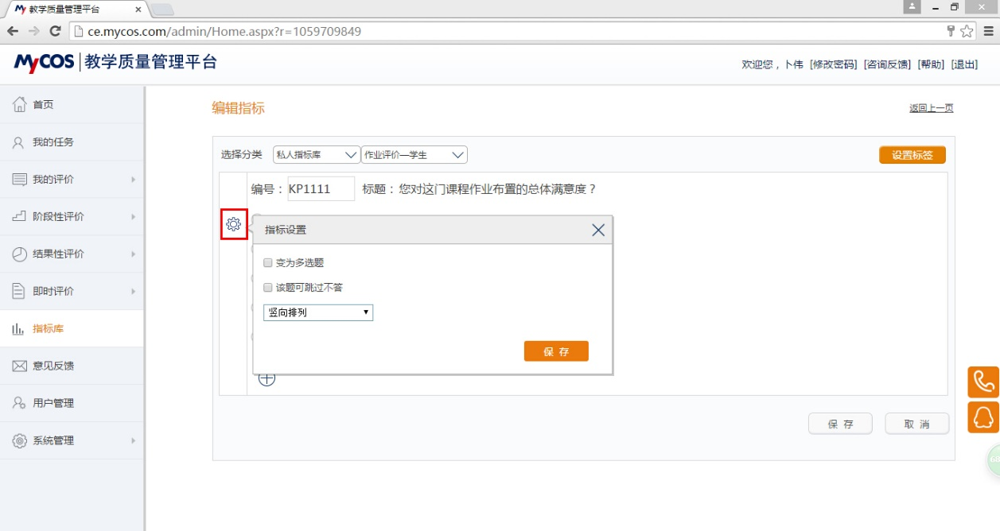 教学质量管理平台
ce.mycos.com/admin/Home.aspx?r=1059709849
MyCOS 教学质量管理平台
欢迎您，卜伟 [修改密码] [咨询反馈] [帮助] [退出]
首页
我的任务
我的评价
阶段性评价
结果性评价
即时评价
指标库
意见反馈
用户管理
系统管理
编辑指标
返回上一页
选择分类 私人指标库 作业评价—学生
设置标签
编号： KP1111 标题： 您对这门课程作业布置的总体满意度？
指标设置
变为多选题
该题可跳过不答
竖向排列
保 存
保 存
取 消